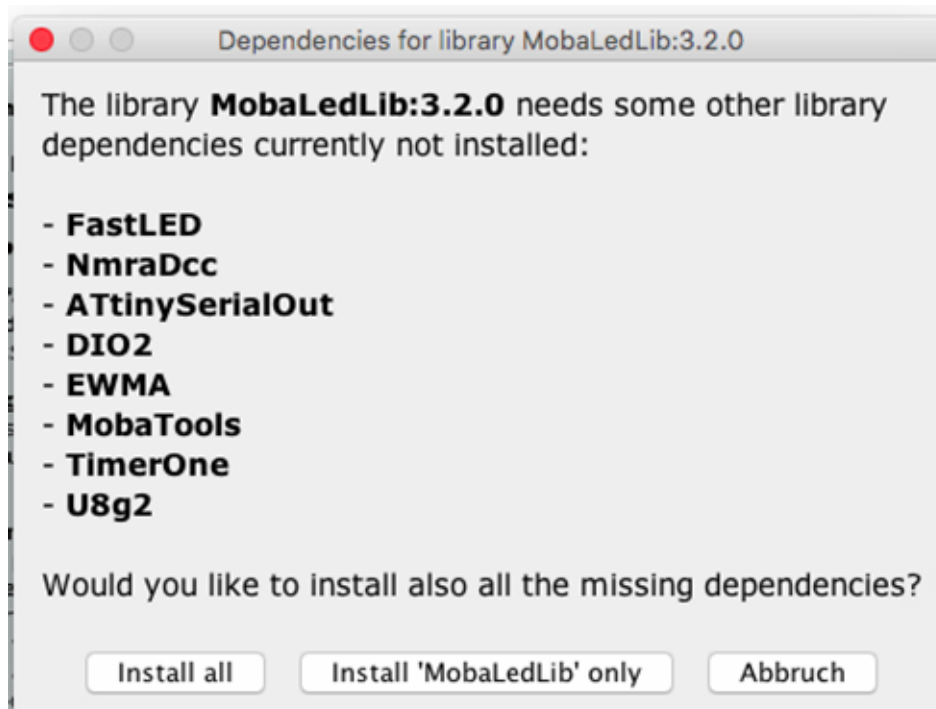 Dependencies for library MobaLedLib:3.2.0
The library MobaLedLib:3.2.0 needs some other library
dependencies currently not installed:
- FastLED
- NmraDcc
- ATtinySerialOut
- DIO2
- EWMA
- MobaTools
- TimerOne
- U8g2
Would you like to install also all the missing dependencies?
Install all Install 'MobaLedLib' only Abbruch